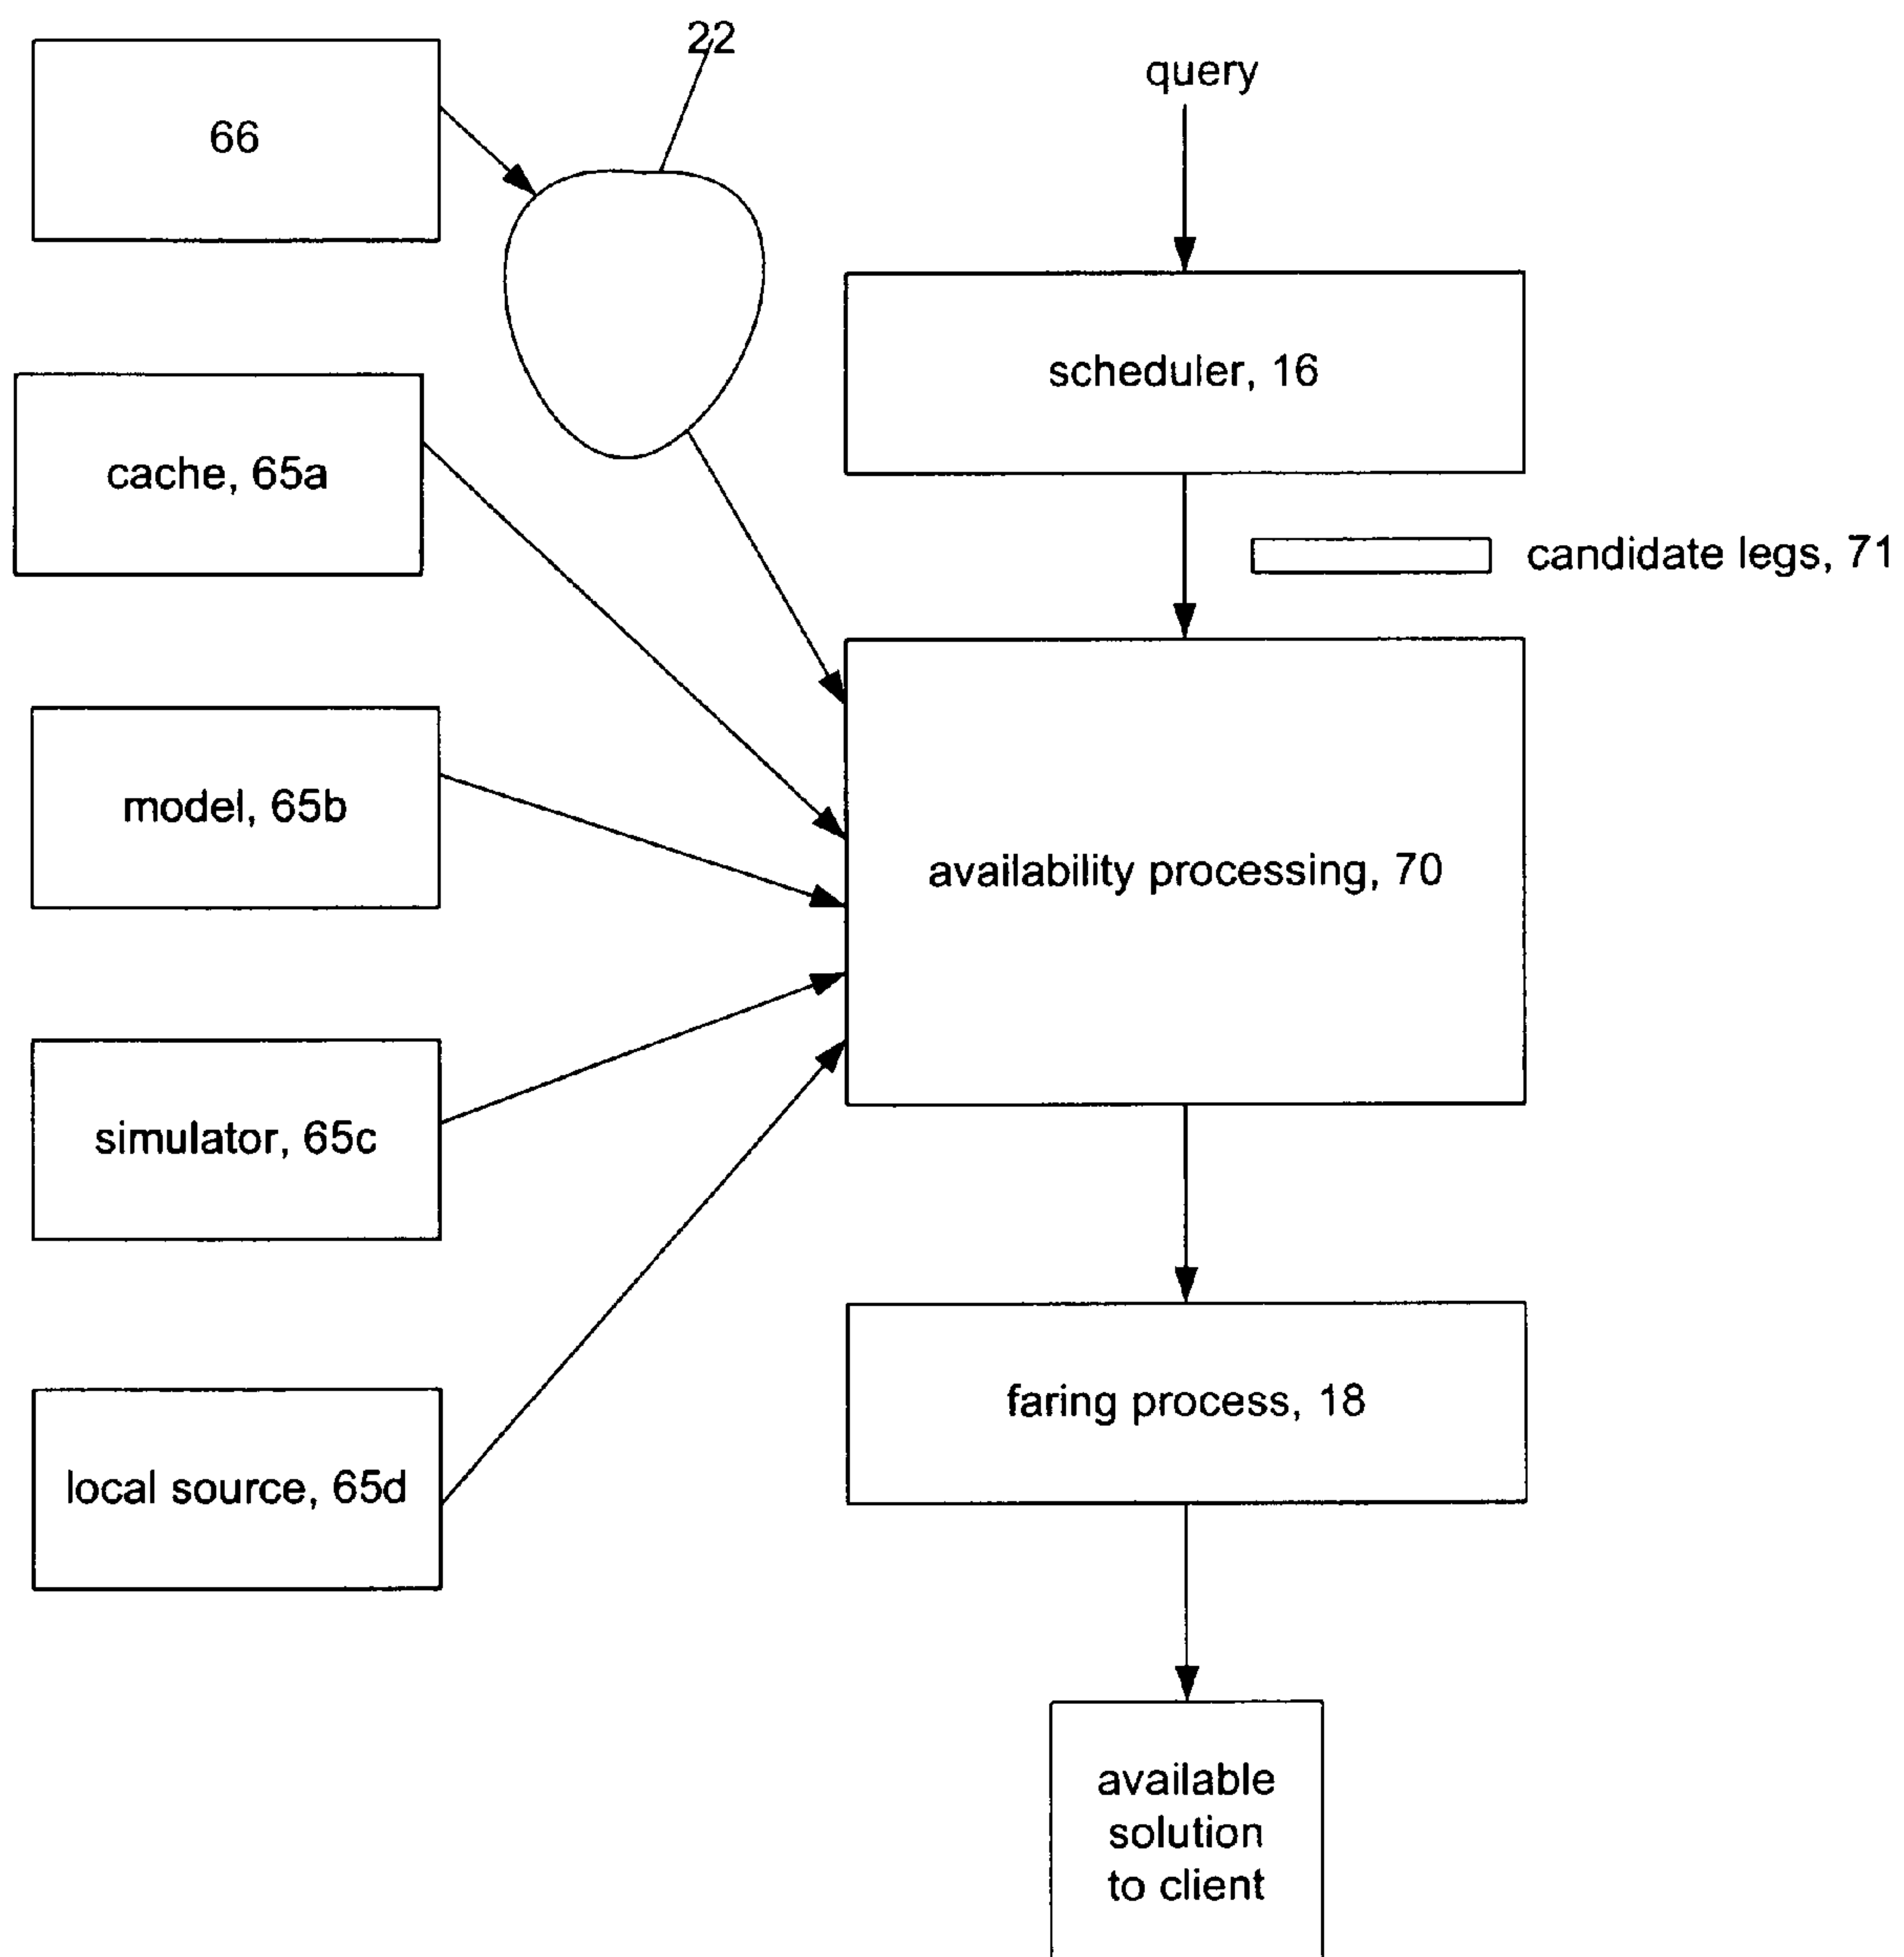 22
query
66
scheduler, 16
cache, 65a
candidate legs, 71
model, 65b
availability processing, 70
simulator, 65c
faring process, 18
local source, 65d
available
solution
to client